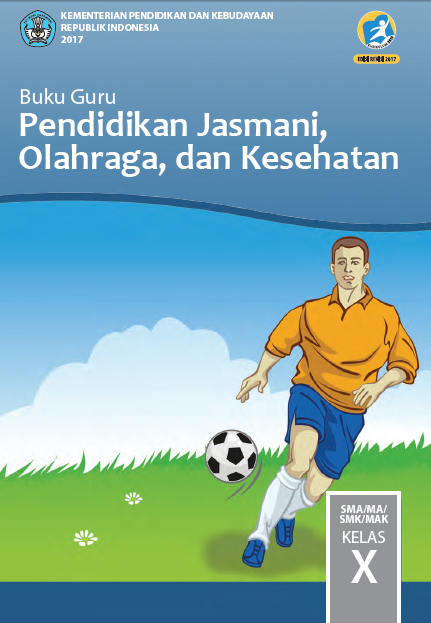 KEMENTERIAN PENDIDIKAN DAN KEBUDAYAAN
REPUBLIK INDONESIA
2017
2017
Buku Guru
Pendidikan Jasmani,
Olahraga, dan Kesehatan
SMA/MA/
SMK/MAK
KELAS
X